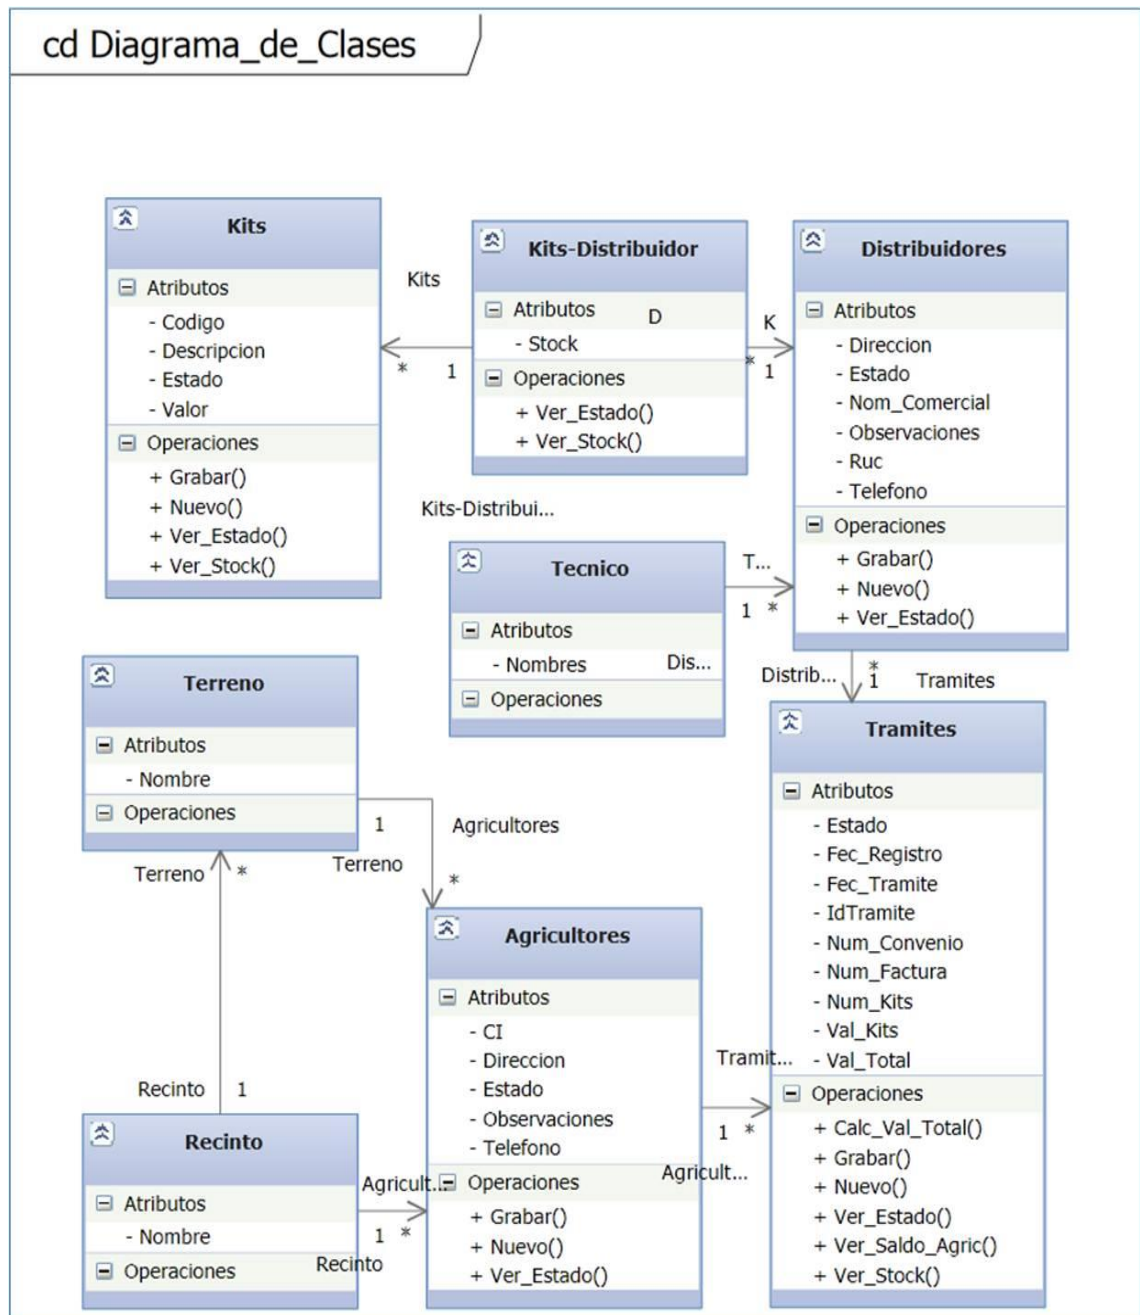 cd Diagrama_de_Clases
Kits
Atributos
- Codigo
- Descripcion
- Estado
- Valor
Operaciones
+ Grabar()
+ Nuevo()
+ Ver_Estado()
+ Ver_Stock()
Kits
*
1
Kits-Distribuidor
Atributos
D
- Stock
Operaciones
+ Ver_Estado()
+ Ver_Stock()
K
*
1
Distribuidores
Atributos
- Direccion
- Estado
- Nom_Comercial
- Observaciones
- Ruc
- Telefono
Operaciones
+ Grabar()
+ Nuevo()
+ Ver_Estado()
Kits-Distribui...
Tecnico
Atributos
- Nombres
Dis...
Operaciones
T...
1 *
Distrib...
*
1
Tramites
Tramites
Atributos
- Estado
- Fec_Registro
- Fec_Tramite
- IdTramite
- Num_Convenio
- Num_Factura
- Num_Kits
- Val_Kits
- Val_Total
Operaciones
+ Calc_Val_Total()
+ Grabar()
+ Nuevo()
+ Ver_Estado()
+ Ver_Saldo_Agric()
+ Ver_Stock()
Terreno
Atributos
- Nombre
Operaciones
1
Agricultores
Terreno
*
Terreno
*
Agricultores
Atributos
- CI
- Direccion
- Estado
- Observaciones
- Telefono
Operaciones
+ Grabar()
+ Nuevo()
+ Ver_Estado()
Tramit...
1 *
Agricult...
Recinto
1
Recinto
Atributos
- Nombre
Operaciones
Agricult...
1 *
Recinto